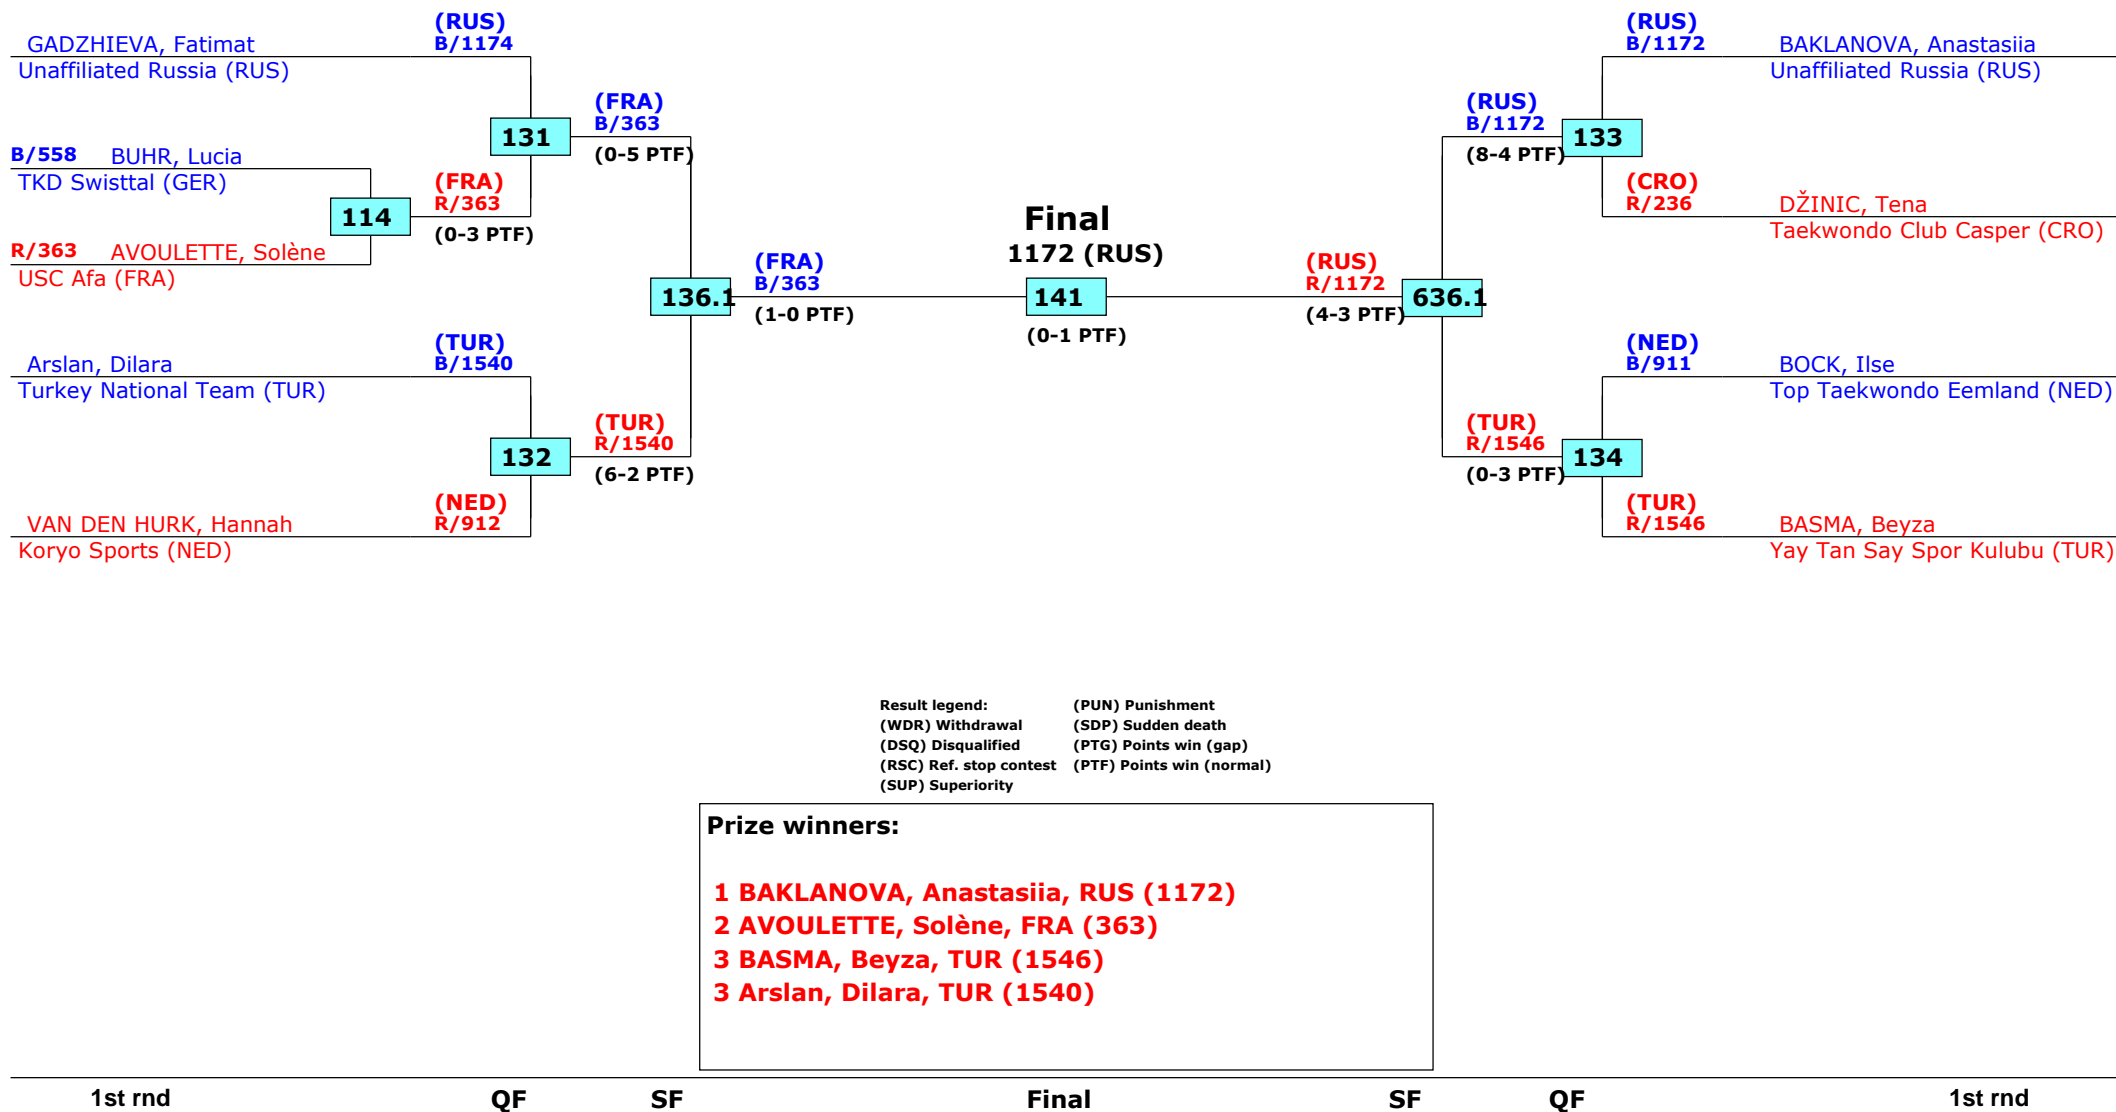 (RUS)
B/1174
GADZHIEVA, Fatimat
Unaffiliated Russia (RUS)
(FRA)
B/363
131
(0-5 PTF)
B/558 BUHR, Lucia
TKD Swisttal (GER)
(FRA)
R/363
114
(0-3 PTF)
R/363 AVOULETTE, Solène
USC Afa (FRA)
(FRA)
B/363
136.1
(1-0 PTF)
(TUR)
B/1540
Arslan, Dilara
Turkey National Team (TUR)
(TUR)
R/1540
132
(6-2 PTF)
(NED)
R/912
VAN DEN HURK, Hannah
Koryo Sports (NED)
Final
1172 (RUS)
141
(0-1 PTF)
(RUS)
B/1172
BAKLANOVA, Anastasiia
Unaffiliated Russia (RUS)
(RUS)
B/1172
133
(8-4 PTF)
(CRO)
R/236
DŽINIC, Tena
Taekwondo Club Casper (CRO)
(RUS)
R/1172
636.1
(4-3 PTF)
(NED)
B/911
BOCK, Ilse
Top Taekwondo Eemland (NED)
(TUR)
R/1546
134
(0-3 PTF)
(TUR)
R/1546
BASMA, Beyza
Yay Tan Say Spor Kulubu (TUR)
Result legend: (PUN) Punishment
(WDR) Withdrawal (SDP) Sudden death
(DSQ) Disqualified (PTG) Points win (gap)
(RSC) Ref. stop contest (PTF) Points win (normal)
(SUP) Superiority
Prize winners:
1 BAKLANOVA, Anastasiia, RUS (1172)
2 AVOULETTE, Solène, FRA (363)
3 BASMA, Beyza, TUR (1546)
3 Arslan, Dilara, TUR (1540)
1st rnd QF SF Final SF QF 1st rnd